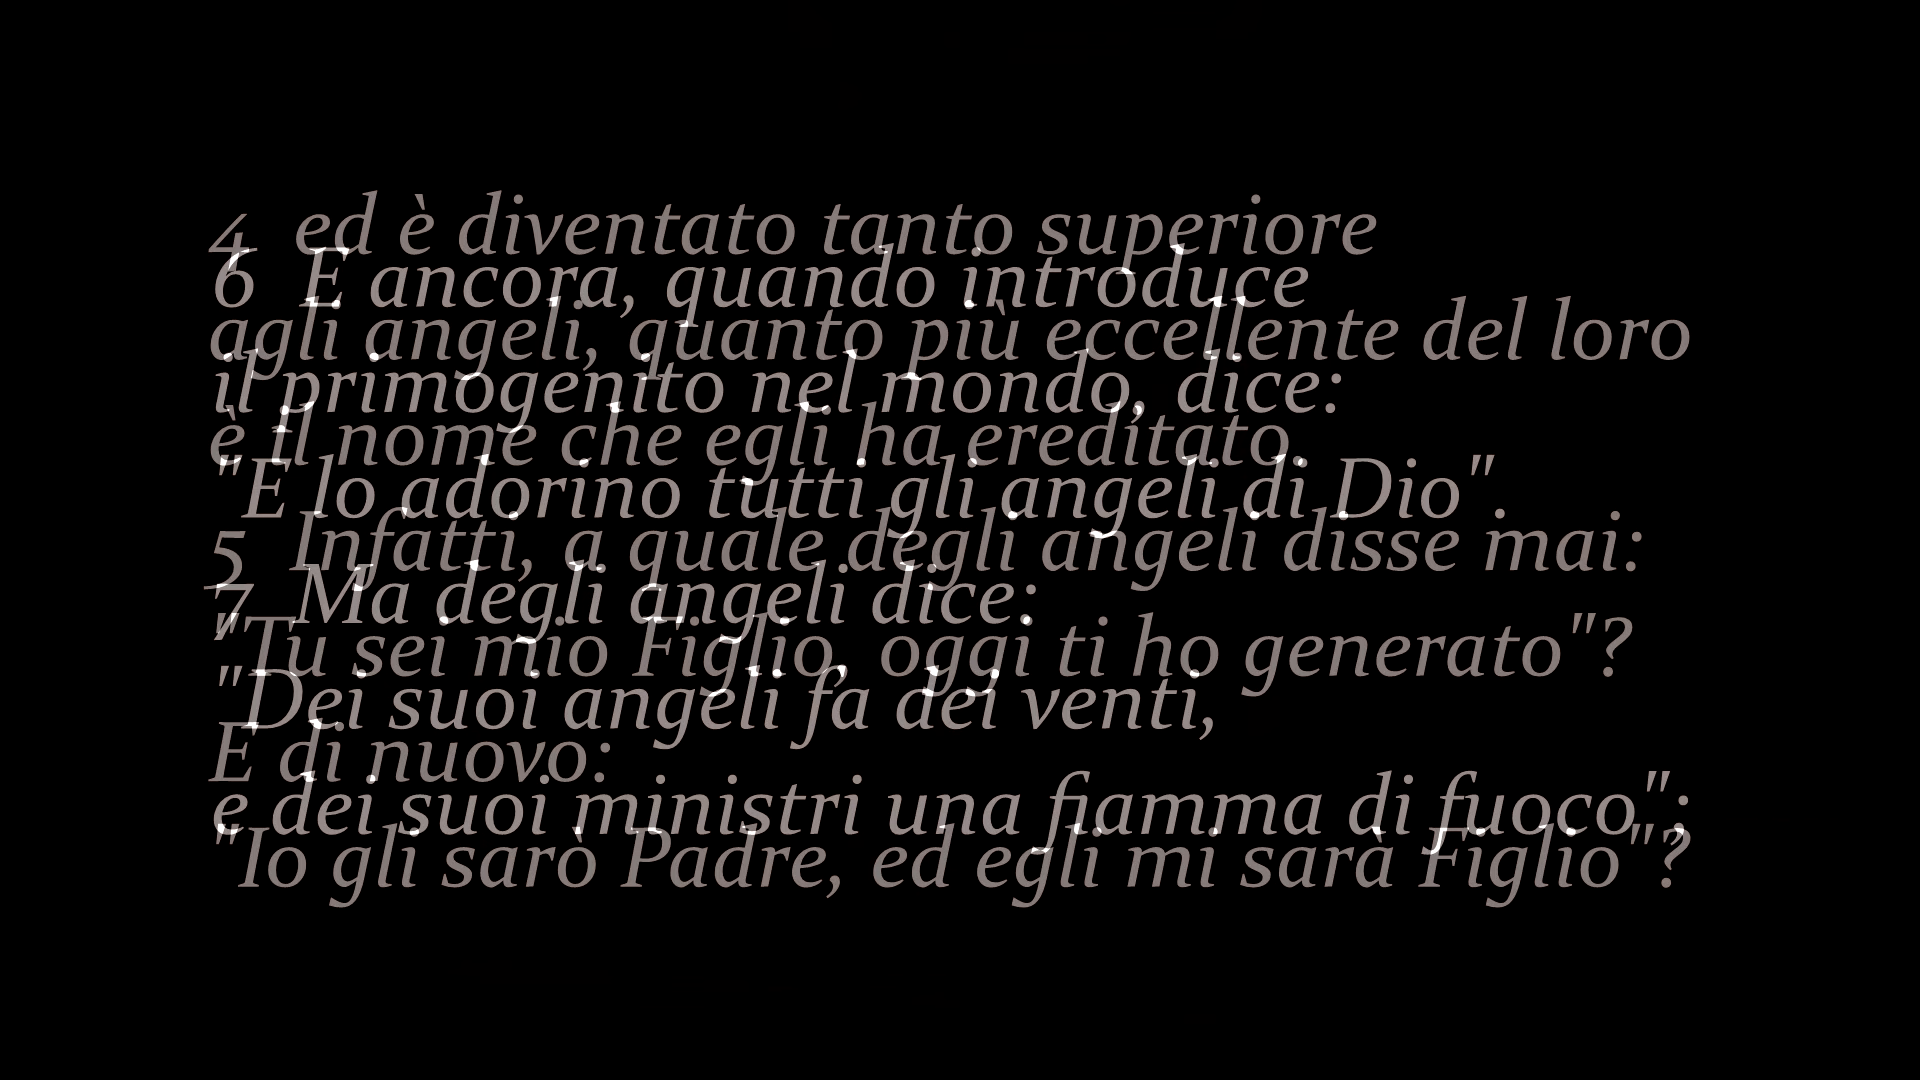 4 ed è diventato tanto superiore
agli angeli, quanto più eccellente del loro
è il nome che egli ha ereditato.
5 Infatti, a quale degli angeli disse mai:
"Tu sei mio Figlio, oggi ti ho generato"?
E di nuovo:
"Io gli sarò Padre, ed egli mi sarà Figlio"?
6 E ancora, quando introduce
il primogenito nel mondo, dice:
"E lo adorino tutti gli angeli di Dio".
7 Ma degli angeli dice:
"Dei suoi angeli fa dei venti,
e dei suoi ministri una fiamma di fuoco";